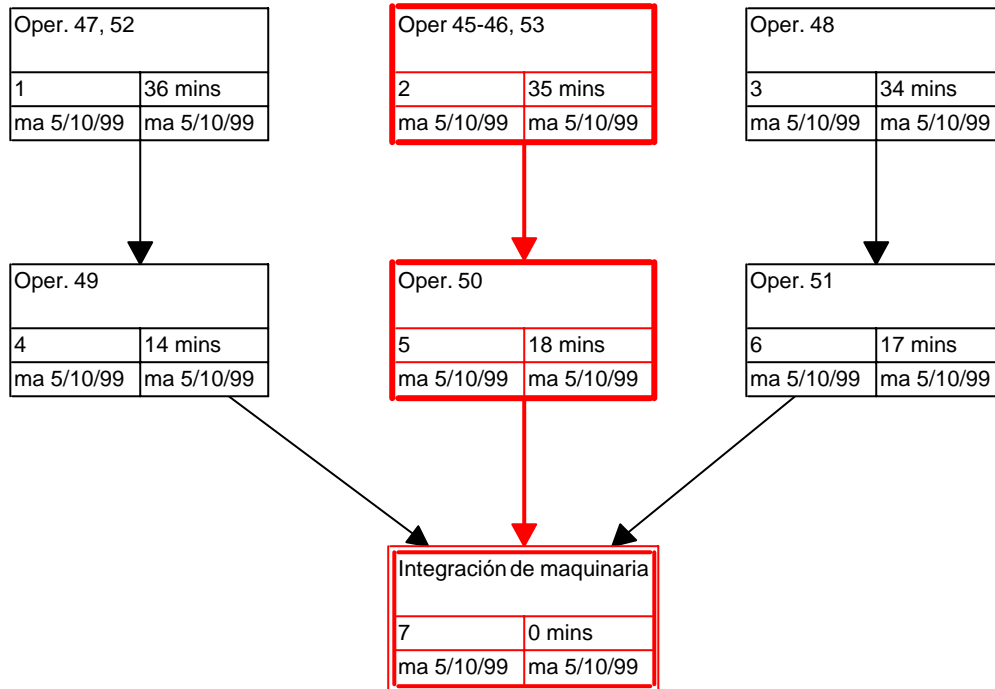 Oper. 47, 52
1 36 mins
ma 5/10/99 ma 5/10/99
Oper 45-46, 53
2 35 mins
ma 5/10/99 ma 5/10/99
Oper. 48
3 34 mins
ma 5/10/99 ma 5/10/99
Oper. 49
4 14 mins
ma 5/10/99 ma 5/10/99
Oper. 50
5 18 mins
ma 5/10/99 ma 5/10/99
Oper. 51
6 17 mins
ma 5/10/99 ma 5/10/99
Integración de maquinaria
7 0 mins
ma 5/10/99 ma 5/10/99